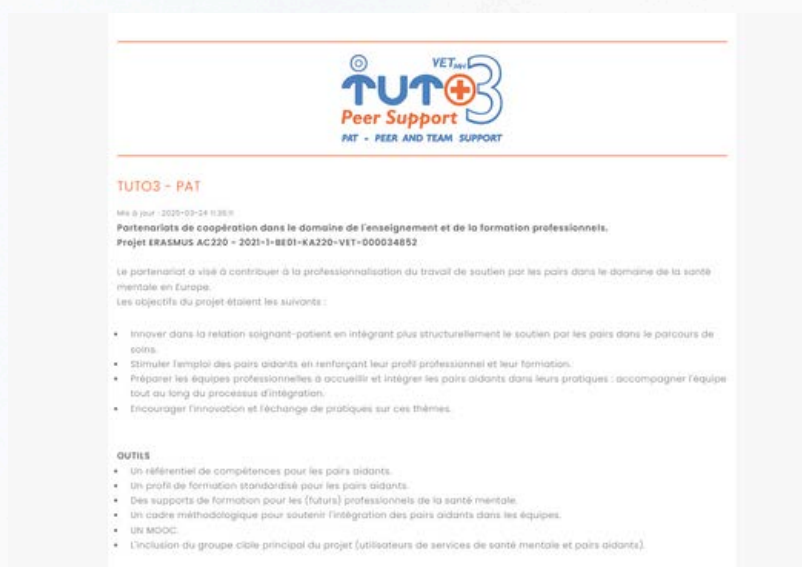 VET_MH
TUTO3
Peer Support
PAT - PEER AND TEAM SUPPORT
TUTO3 - PAT
Mis à jour : 2025-03-24 11:36:11
Partenariats de coopération dans le domaine de l'enseignement et de la formation professionnels.
Projet ERASMUS AC220 - 2021-1-BE01-KA220-VET-000034852
Le partenariat a visé à contribuer à la professionnalisation du travail de soutien par les pairs dans le domaine de la santé
mentale en Europe.
Les objectifs du projet étaient les suivants :
• Innover dans la relation soignant-patient en intégrant plus structurellement le soutien par les pairs dans le parcours de
soins.
• Stimuler l'emploi des pairs aidants en renforçant leur profil professionnel et leur formation.
• Préparer les équipes professionnelles à accueillir et intégrer les pairs aidants dans leurs pratiques : accompagner l'équipe
tout au long du processus d'intégration.
• Encourager l'innovation et l'échange de pratiques sur ces thèmes.
OUTILS
• Un référentiel de compétences pour les pairs aidants.
• Un profil de formation standardisé pour les pairs aidants.
• Des supports de formation pour les (futurs) professionnels de la santé mentale.
• Un cadre méthodologique pour soutenir l'intégration des pairs aidants dans les équipes.
• UN MOOC.
• L'inclusion du groupe cible principal du projet (utilisateurs de services de santé mentale et pairs aidants).